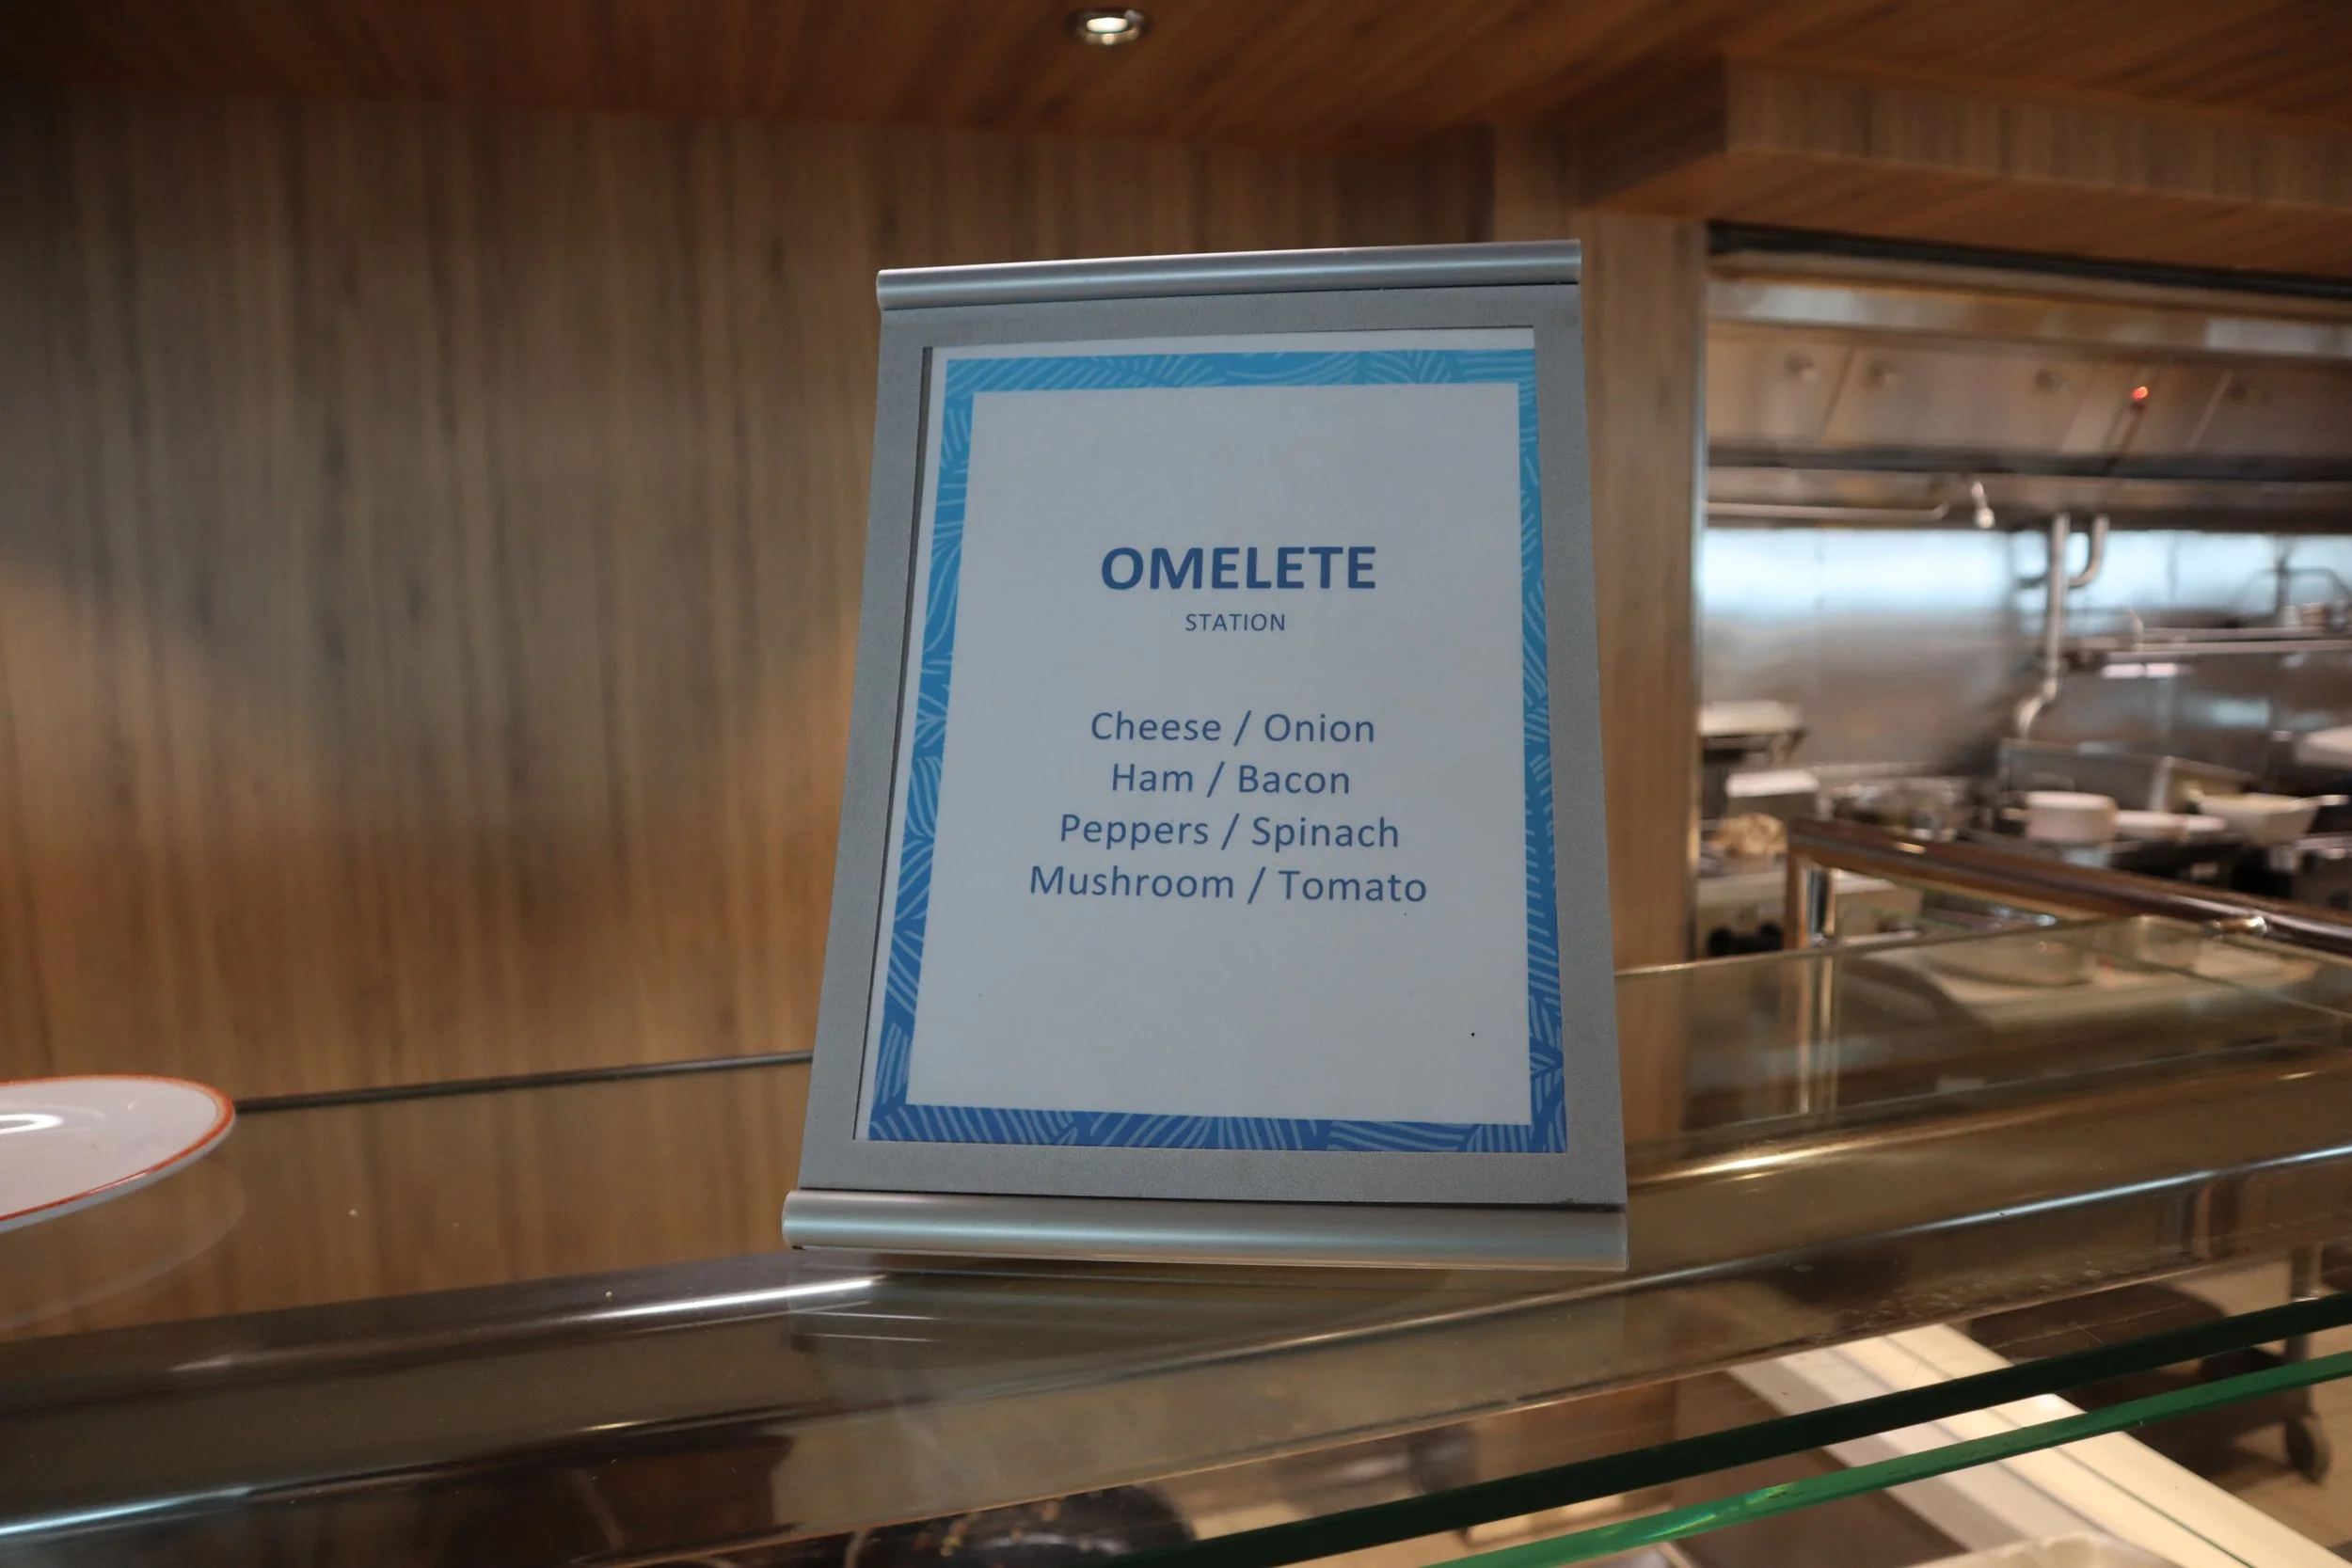 OMELETE
STATION
Cheese / Onion
Ham / Bacon
Peppers / Spinach
Mushroom / Tomato